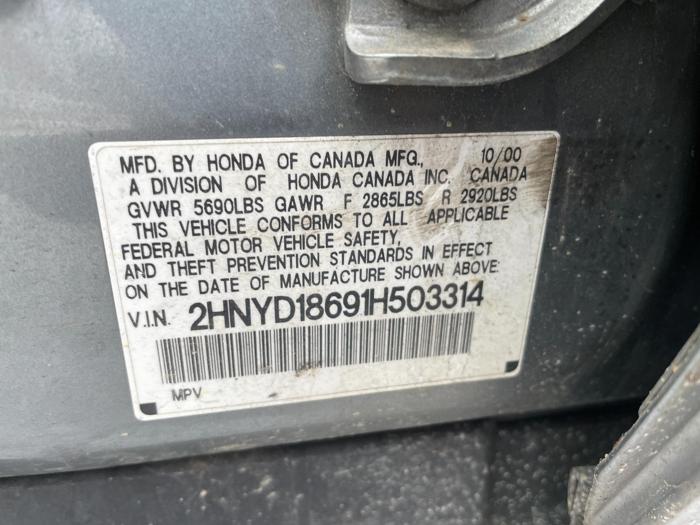 MFD. BY HONDA OF CANADA MFG., 10/00
A DIVISION OF HONDA CANADA INC. CANADA
GVWR 5690LBS GAWR F 2865LBS R 2920LBS
THIS VEHICLE CONFORMS TO ALL APPLICABLE
FEDERAL MOTOR VEHICLE SAFETY,
AND THEFT PREVENTION STANDARDS IN EFFECT
ON THE DATE OF MANUFACTURE SHOWN ABOVE:
V.I.N. 2HNYD18691H503314
MPV